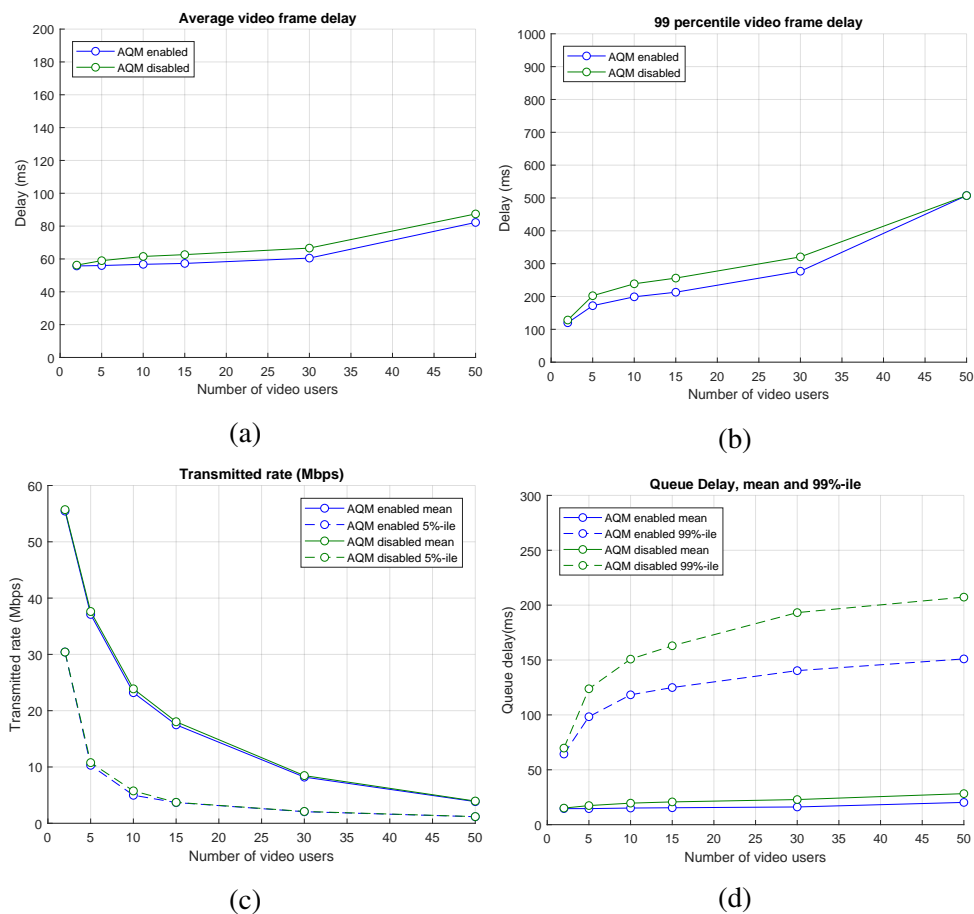 Average video frame delay
200
180
160
140
120
100
80
60
40
20
0
Delay (ms)
AQM enabled
AQM disabled
0 5 10 15 20 25 30 35 40 45 50
Number of video users
(a)
99 percentile video frame delay
1000
900
800
700
600
500
400
300
200
100
0
Delay (ms)
AQM enabled
AQM disabled
0 5 10 15 20 25 30 35 40 45 50
Number of video users
(b)
Transmitted rate (Mbps)
60
50
40
30
20
10
0
Transmitted rate (Mbps)
AQM enabled mean
AQM enabled 5%-ile
AQM disabled mean
AQM disabled 5%-ile
0 5 10 15 20 25 30 35 40 45 50
Number of video users
(c)
Queue Delay, mean and 99%-ile
300
250
200
150
100
50
0
Queue delay(ms)
AQM enabled mean
AQM enabled 99%-ile
AQM disabled mean
AQM disabled 99%-ile
0 5 10 15 20 25 30 35 40 45 50
Number of video users
(d)